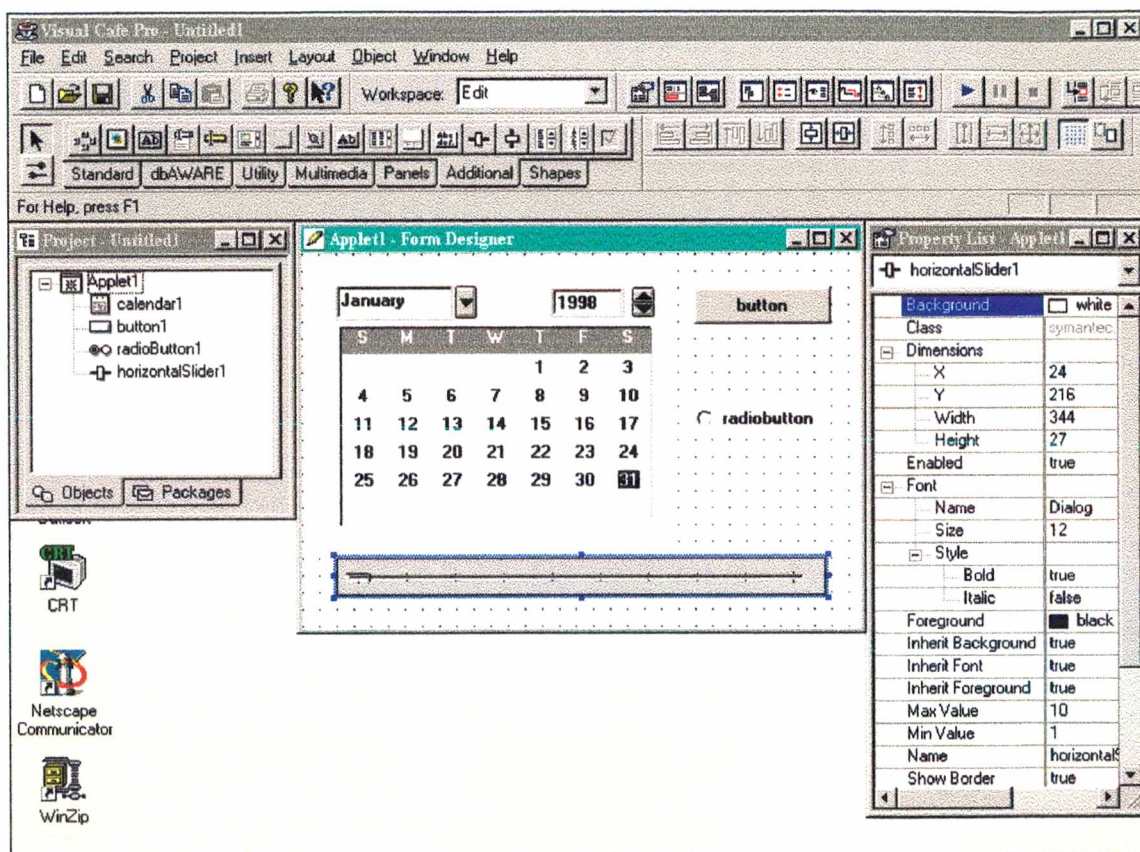 Visual Cafe Pro - Untitled1
File Edit Search Project Insert Layout Object Window Help
Workspace: Edit
Standard dbAWARE Utility Multimedia Panels Additional Shapes
For Help, press F1
Project - Untitled1
Applet1
calendar1
button1
radioButton1
horizontalSlider1
Objects Packages
CRT
CRT
Netscape
Communicator
WinZip
Applet1 - Form Designer
January 1998
S M T W T F S
1 2 3
4 5 6 7 8 9 10
11 12 13 14 15 16 17
18 19 20 21 22 23 24
25 26 27 28 29 30 31
button
radiobutton
Property List - Applet1
horizontalSlider1
Background white
Class symantec.
Dimensions
X 24
Y 216
Width 344
Height 27
Enabled true
Font
Name Dialog
Size 12
Style
Bold true
Italic false
Foreground black
Inherit Background true
Inherit Font true
Inherit Foreground true
Max Value 10
Min Value 1
Name horizontalS
Show Border true